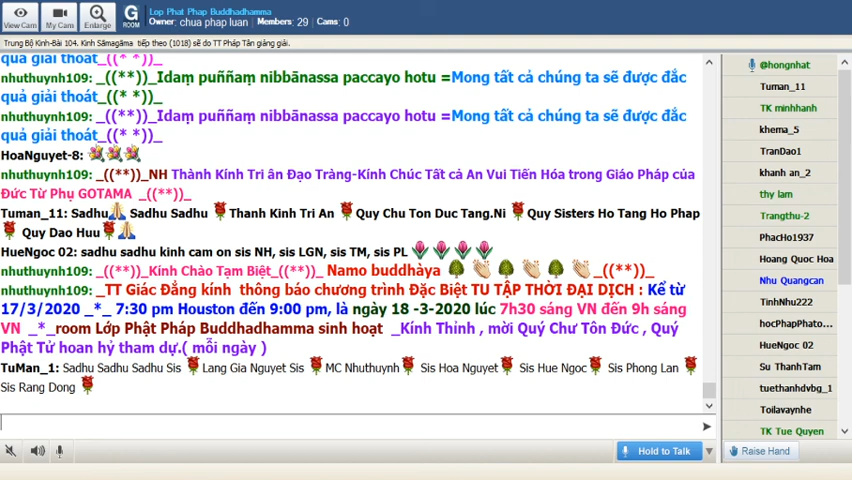 View Cam
My Cam
Enlarge
G
ROOM
Lop Phat Phap Buddhadhamma
Owner: chua phap luan Members: 29 Cams: 0
Trung Bộ Kinh-Bài 104. Kinh Sāmagāma tiếp theo (1018) sẽ do TT Pháp Tân giảng giải.
quả giải thoát_((* *)_
nhuthuynh109: _((**))_Idaṃ puññaṃ nibbānassa paccayo hotu =Mong tất cả chúng ta sẽ được đắc
quả giải thoát_((* *)_
nhuthuynh109: _((**))_Idaṃ puññaṃ nibbānassa paccayo hotu =Mong tất cả chúng ta sẽ được đắc
quả giải thoát_((* *)_
HoaNguyet-8:
nhuthuynh109: _((**))_NH Thành Kính Tri ân Đạo Tràng-Kính Chúc Tất cả An Vui Tiến Hóa trong Giáo Pháp của
Đức Từ Phụ GOTAMA _((**))_
Tuman_11: Sadhu Sadhu Sadhu Thanh Kinh Tri An Quy Chu Ton Duc Tang.Ni Quy Sisters Ho Tang Ho Phap
Quy Dao Huu
HueNgoc 02: sadhu sadhu kinh cam on sis NH, sis LGN, sis TM, sis PL
nhuthuynh109: _((**))_Kính Chào Tạm Biệt_((**))_ Namo buddhàya _((**))_
nhuthuynh109: _TT Giác Đẳng kính thông báo chương trình Đặc Biệt TU TẬP THỜI ĐẠI DỊCH : Kể từ
17/3/2020 _*_ 7:30 pm Houston đến 9:00 pm, là ngày 18 -3-2020 lúc 7h30 sáng VN đến 9h sáng
VN _*_room Lớp Phật Pháp Buddhadhamma sinh hoạt _Kính Thỉnh , mời Quý Chư Tôn Đức , Quý
Phật Tử hoan hỷ tham dự.( mỗi ngày )
TuMan_1: Sadhu Sadhu Sadhu Sis Lang Gia Nguyet Sis MC Nhuthuynh Sis Hoa Nguyet Sis Hue Ngoc Sis Phong Lan
Sis Rang Dong
Hold to Talk
@hongnhat
Tuman_11
TK minhhanh
khema_5
TranDao1
khanh an_2
thy lam
Trangthu-2
PhacHo1937
Hoang Quoc Hoa
Nhu Quangcan
TinhNhu222
hocPhapPhato...
HueNgoc 02
Su ThanhTam
tuethanhdvbg_1
Toilavaynhe
TK Tue Quyen
Raise Hand